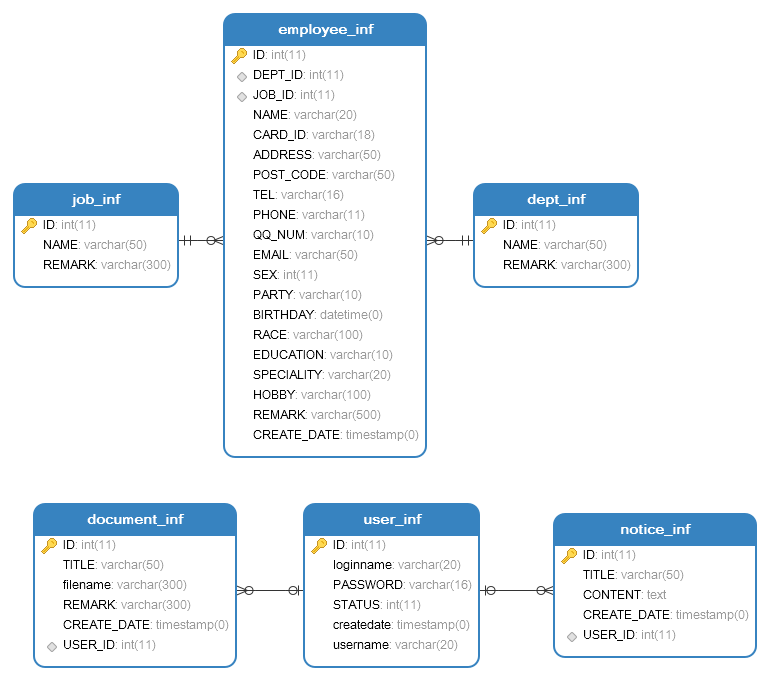 employee_inf
ID: int(11)
DEPT_ID: int(11)
JOB_ID: int(11)
NAME: varchar(20)
CARD_ID: varchar(18)
ADDRESS: varchar(50)
POST_CODE: varchar(50)
TEL: varchar(16)
PHONE: varchar(11)
QQ_NUM: varchar(10)
EMAIL: varchar(50)
SEX: int(11)
PARTY: varchar(10)
BIRTHDAY: datetime(0)
RACE: varchar(100)
EDUCATION: varchar(10)
SPECIALITY: varchar(20)
HOBBY: varchar(100)
REMARK: varchar(500)
CREATE_DATE: timestamp(0)
job_inf
ID: int(11)
NAME: varchar(50)
REMARK: varchar(300)
dept_inf
ID: int(11)
NAME: varchar(50)
REMARK: varchar(300)
document_inf
ID: int(11)
TITLE: varchar(50)
filename: varchar(300)
REMARK: varchar(300)
CREATE_DATE: timestamp(0)
USER_ID: int(11)
user_inf
ID: int(11)
loginname: varchar(20)
PASSWORD: varchar(16)
STATUS: int(11)
createdate: timestamp(0)
username: varchar(20)
notice_inf
ID: int(11)
TITLE: varchar(50)
CONTENT: text
CREATE_DATE: timestamp(0)
USER_ID: int(11)